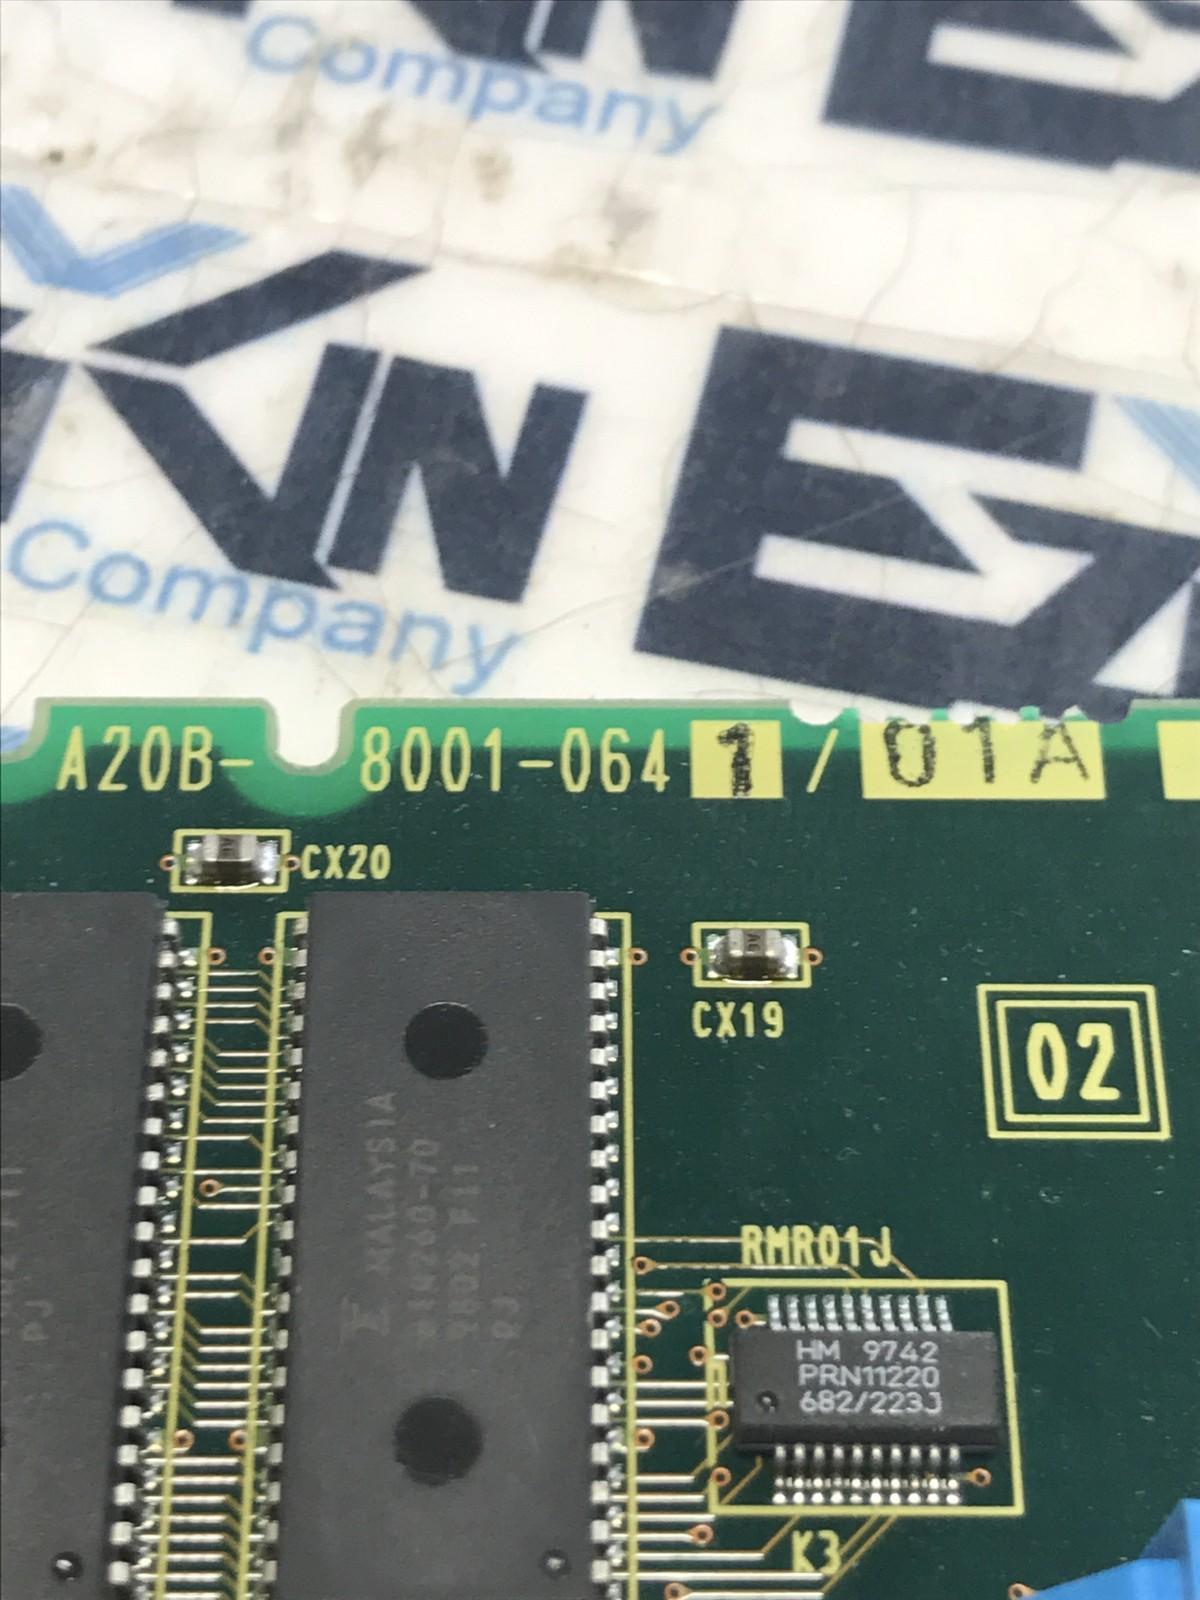 Company
Company
A20B-8001-0641/01A
CX20
CX19
02
MALAYSIA
RMR01J
HM 9742
PRN11220
682/223J
K3